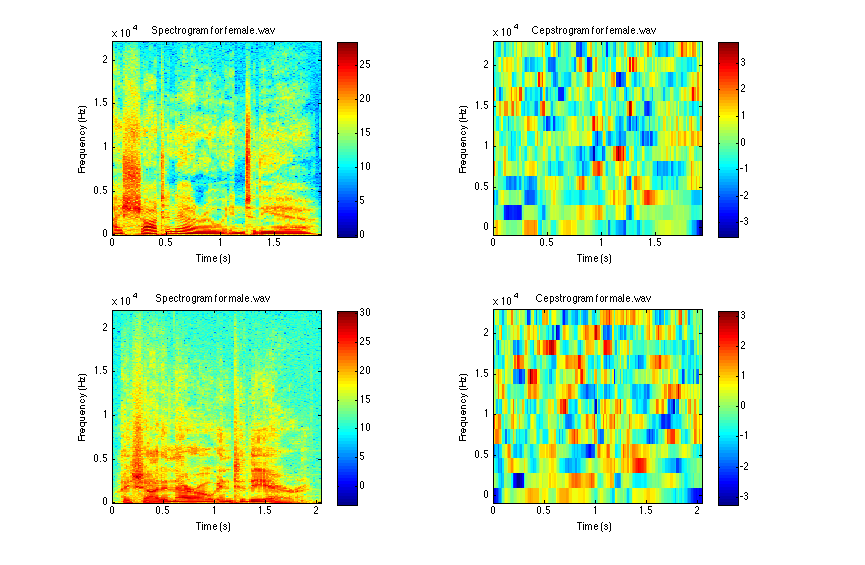 Spectrogram for female.wav
x 10^4
2
1.5
1
0.5
0
Frequency (Hz)
0 0.5 1 1.5
Time (s)
25
20
15
10
5
0
Cepstrogram for female.wav
x 10^4
2
1.5
1
0.5
0
Frequency (Hz)
0 0.5 1 1.5
Time (s)
3
2
1
0
-1
-2
-3
Spectrogram for male.wav
x 10^4
2
1.5
1
0.5
0
Frequency (Hz)
0 0.5 1 1.5 2
Time (s)
30
25
20
15
10
5
0
Cepstrogram for male.wav
x 10^4
2
1.5
1
0.5
0
Frequency (Hz)
0 0.5 1 1.5 2
Time (s)
3
2
1
0
-1
-2
-3